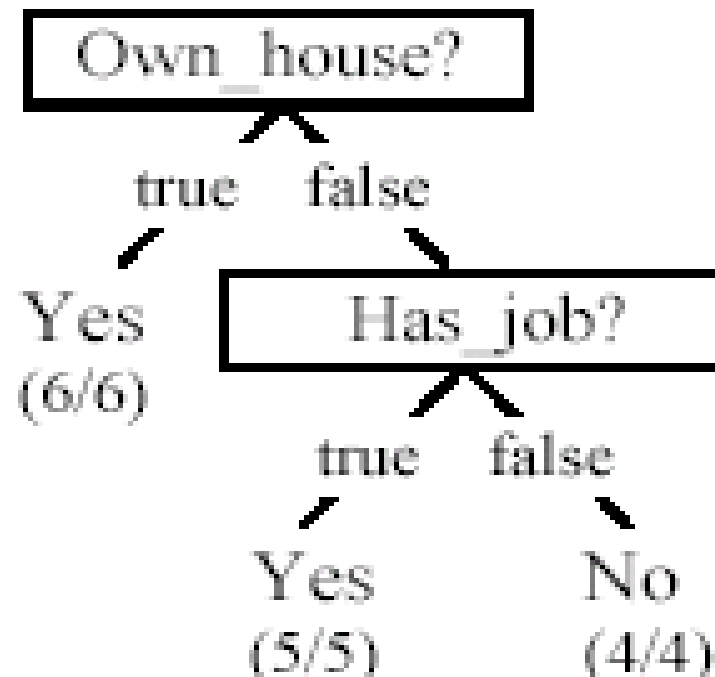 Own_house?
true false
Yes
(6/6)
Has_job?
true false
Yes No
(5/5) (4/4)